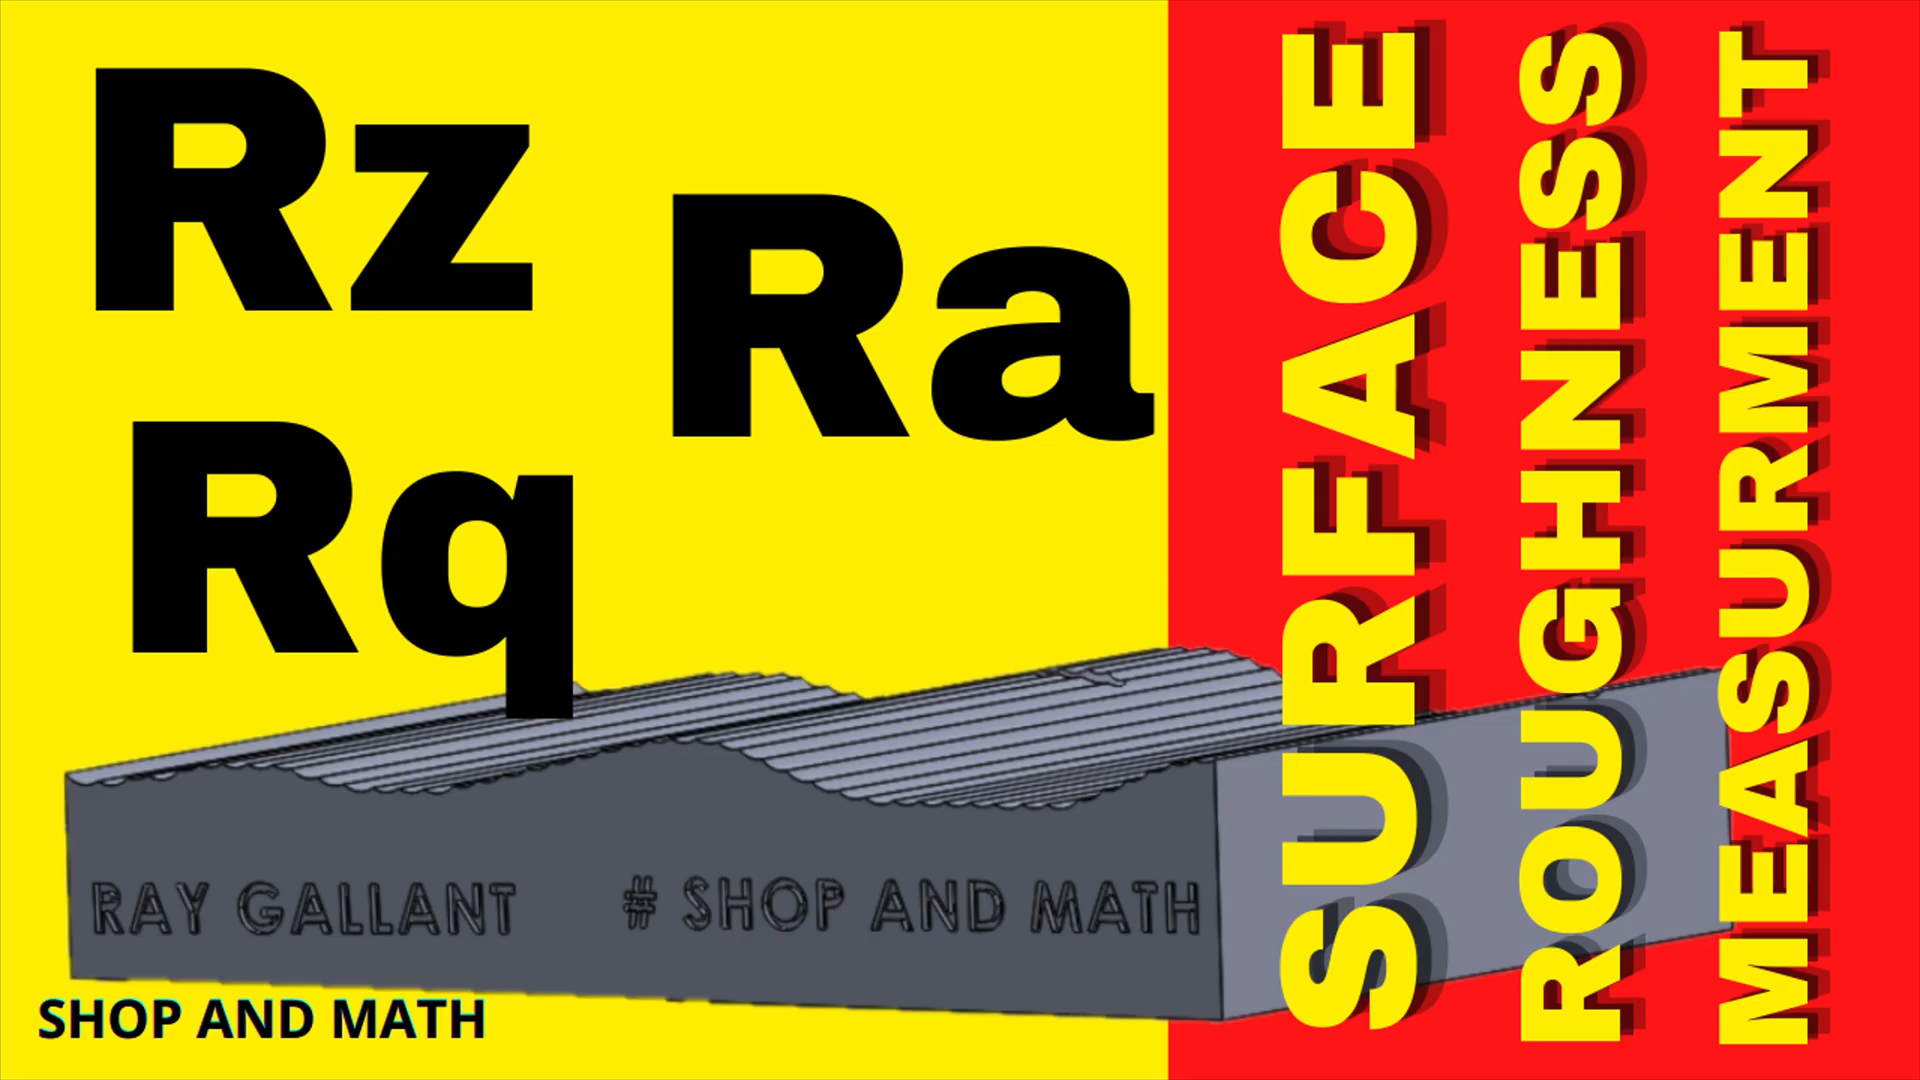 Rz
Ra
Rq
SURFACE
ROUGHNESS
MEASURMENT
RAY GALLANT # SHOP AND MATH
SHOP AND MATH